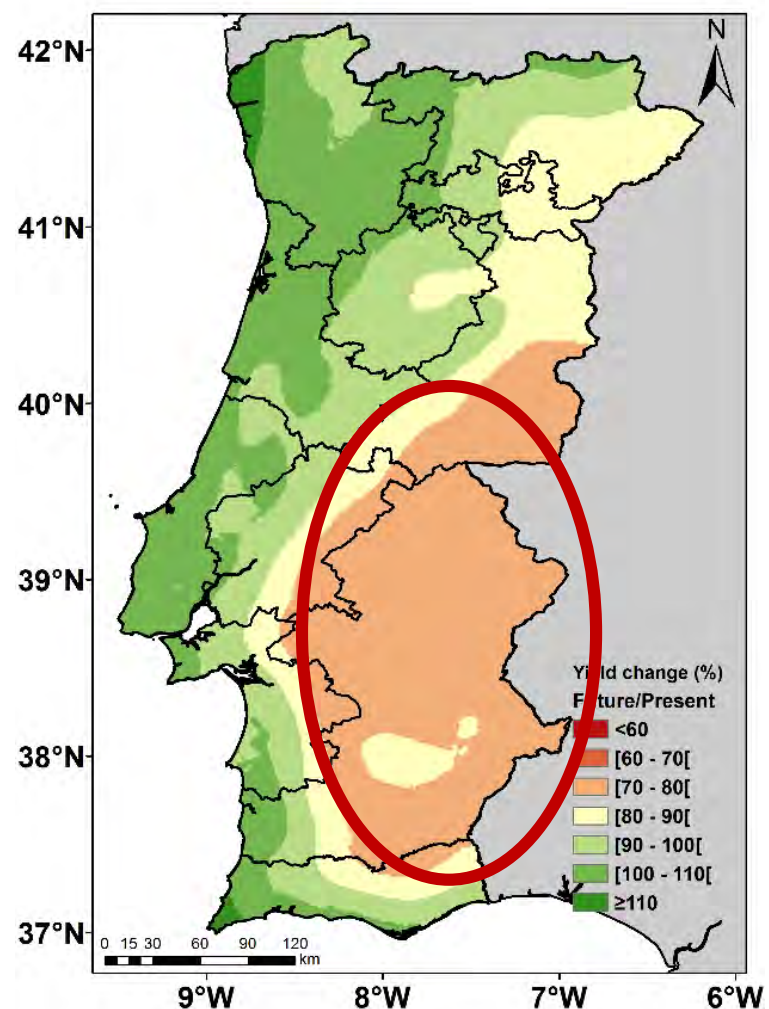 42°N
41°N
40°N
39°N
38°N
37°N
N
Yield change (%)
Future/Present
<60
[60 - 70[
[70 - 80[
[80 - 90[
[90 - 100[
[100 - 110[
≥110
0 15 30 60 90 120
km
9°W 8°W 7°W 6°W